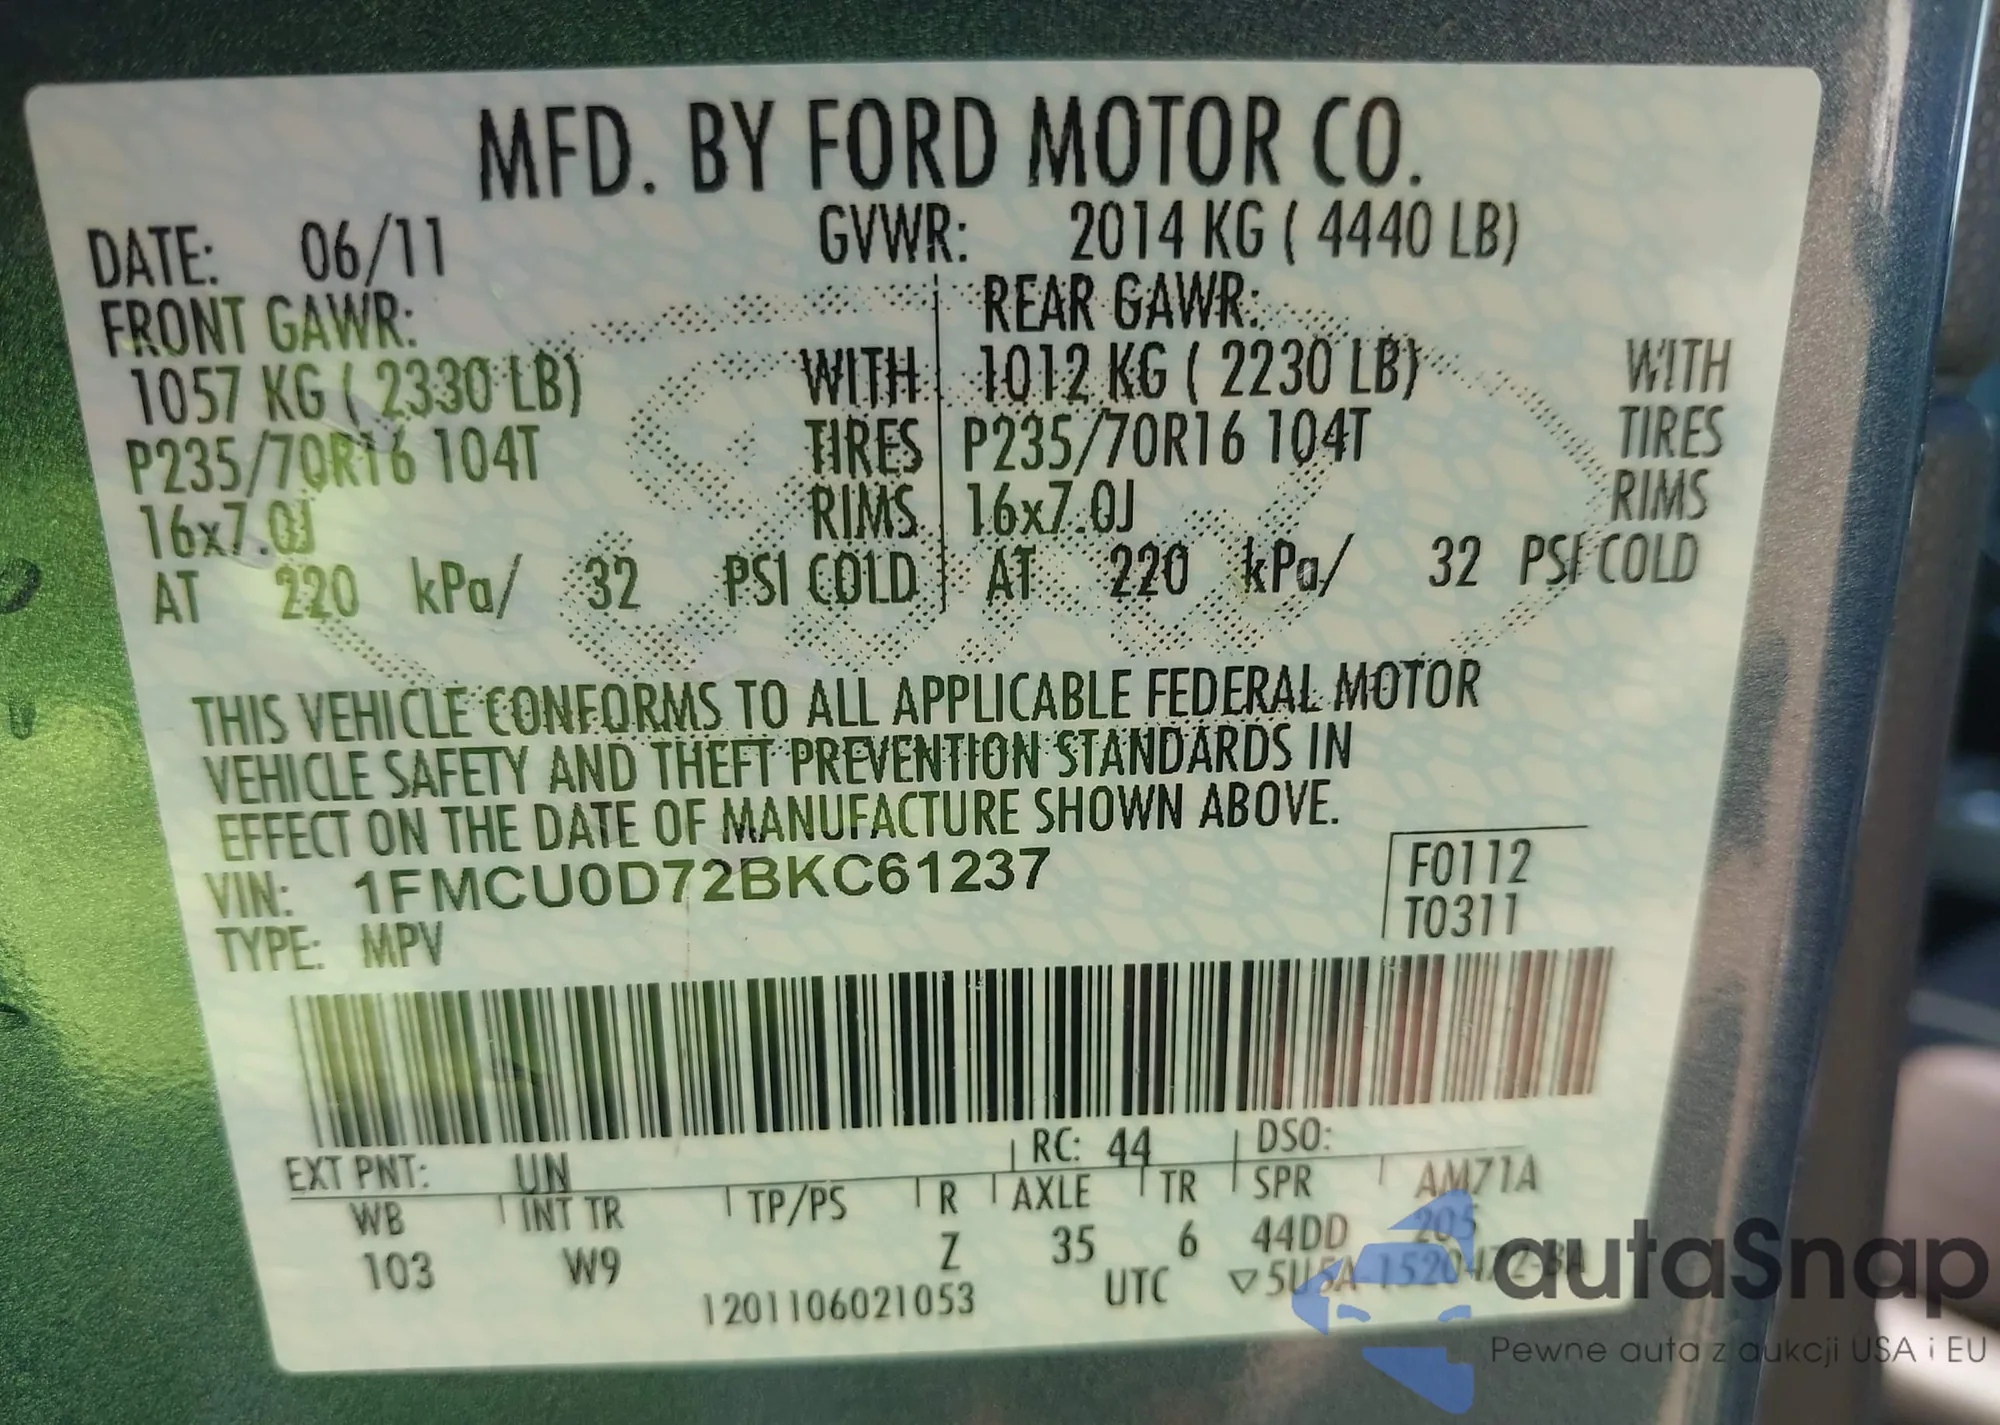 MFD. BY FORD MOTOR CO.
DATE: 06/11 GVWR: 2014 KG ( 4440 LB)
FRONT GAWR: REAR GAWR:
1057 KG ( 2330 LB) WITH 1012 KG ( 2230 LB) WITH
P235/70R16 104T TIRES P235/70R16 104T TIRES
16x7.0J RIMS 16x7.0J RIMS
AT 220 kPa/ 32 PSI COLD AT 220 kPa/ 32 PSI COLD
THIS VEHICLE CONFORMS TO ALL APPLICABLE FEDERAL MOTOR
VEHICLE SAFETY AND THEFT PREVENTION STANDARDS IN
EFFECT ON THE DATE OF MANUFACTURE SHOWN ABOVE.
VIN: 1FMCU0D72BKC61237 F0112
TYPE: MPV T0311
EXT PNT: UN RC: 44 DSO:
WB INT TR TP/PS R AXLE TR SPR AM71A
103 W9 Z 35 6 44DD 205
1201106021053 UTC ▽5U5A 1520472-BA
autaSnap
Pewne auta z aukcji USA i EU